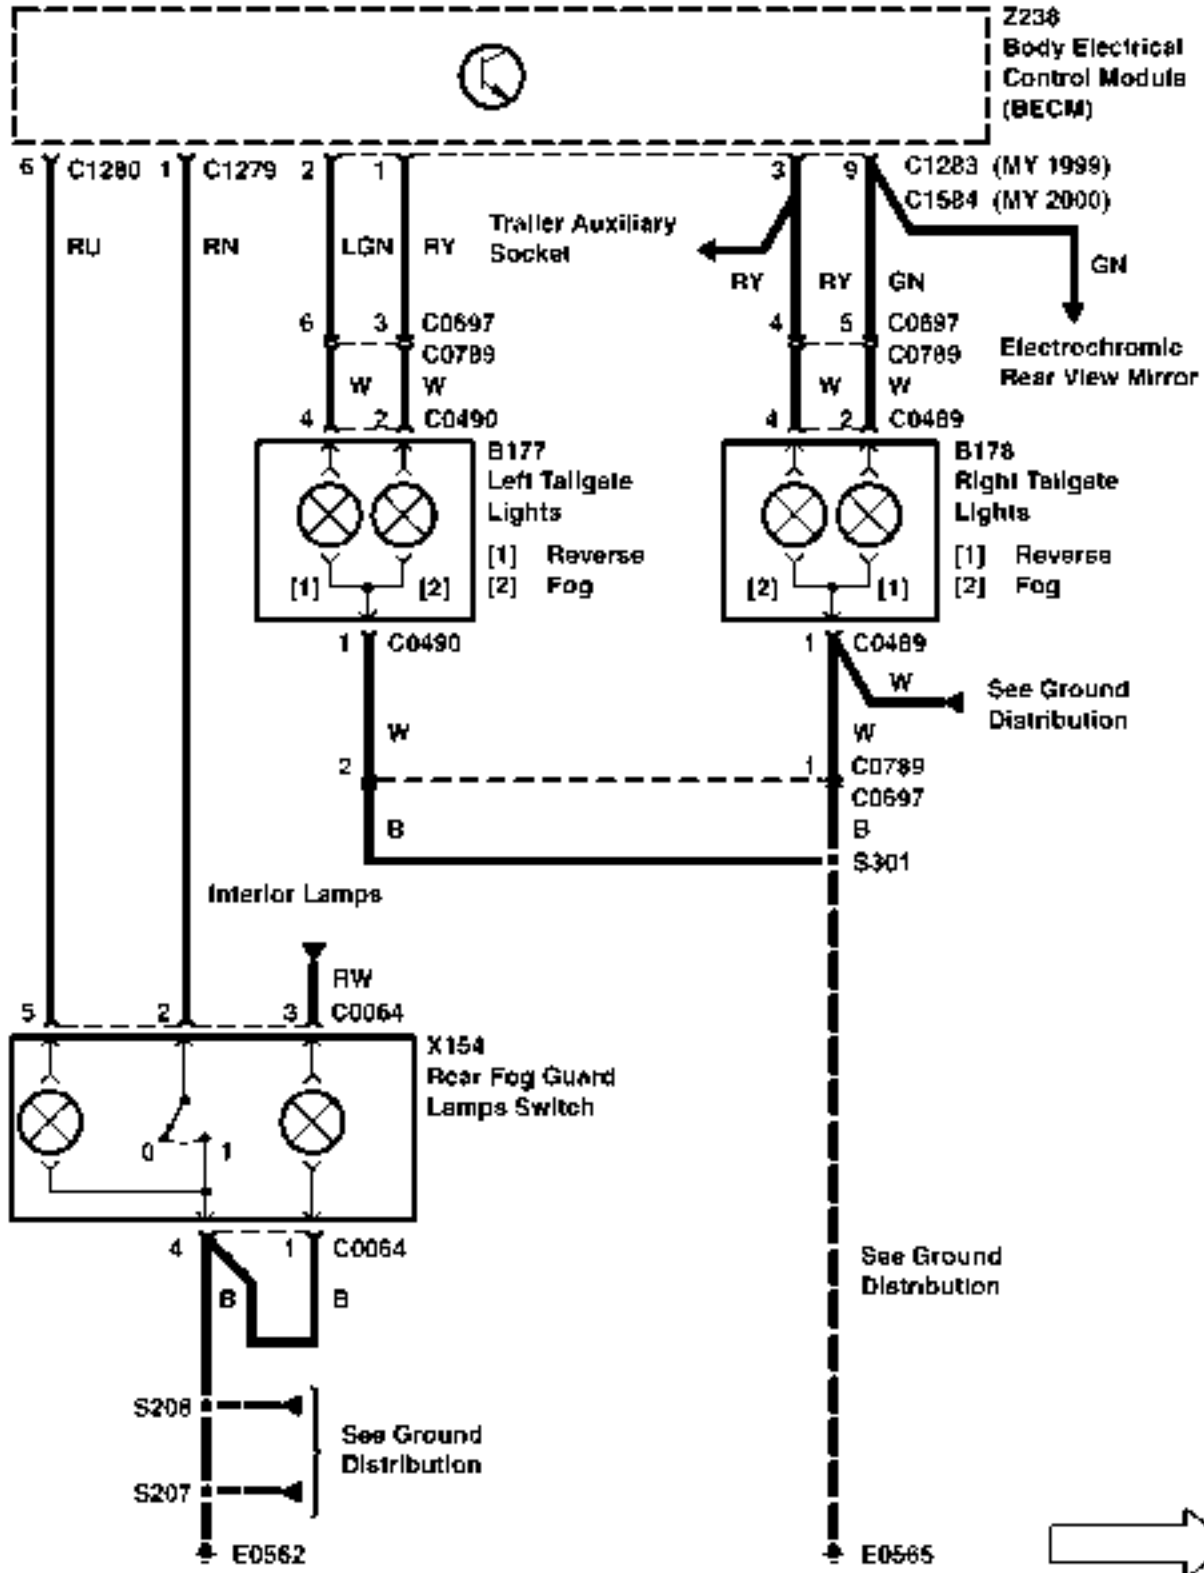 Z238
Body Electrical
Control Module
(BECM)
6 C1280 1 C1279 2 1 3 9 C1283 (MY 1999)
C1584 (MY 2000)
RU RN LGN RY
Trailer Auxiliary
Socket
RY RY GN GN
6 3 C0697 4 5 C0697
C0789 C0789
Electrochromic
Rear View Mirror
W W W W
4 2 C0490 4 2 C0489
B177
Left Tailgate
Lights
[1] Reverse
[2] Fog
[1] [2]
B178
Right Tailgate
Lights
[1] Reverse
[2] Fog
[2] [1]
1 C0490 1 C0489
W
See Ground
Distribution
W W
2 1 C0789
C0697
B B
S301
Interior Lamps
RW
5 2 3 C0064
X154
Rear Fog Guard
Lamps Switch
0 1
4 1 C0064
B B
See Ground
Distribution
S206
See Ground
Distribution
S207
E0562 E0565